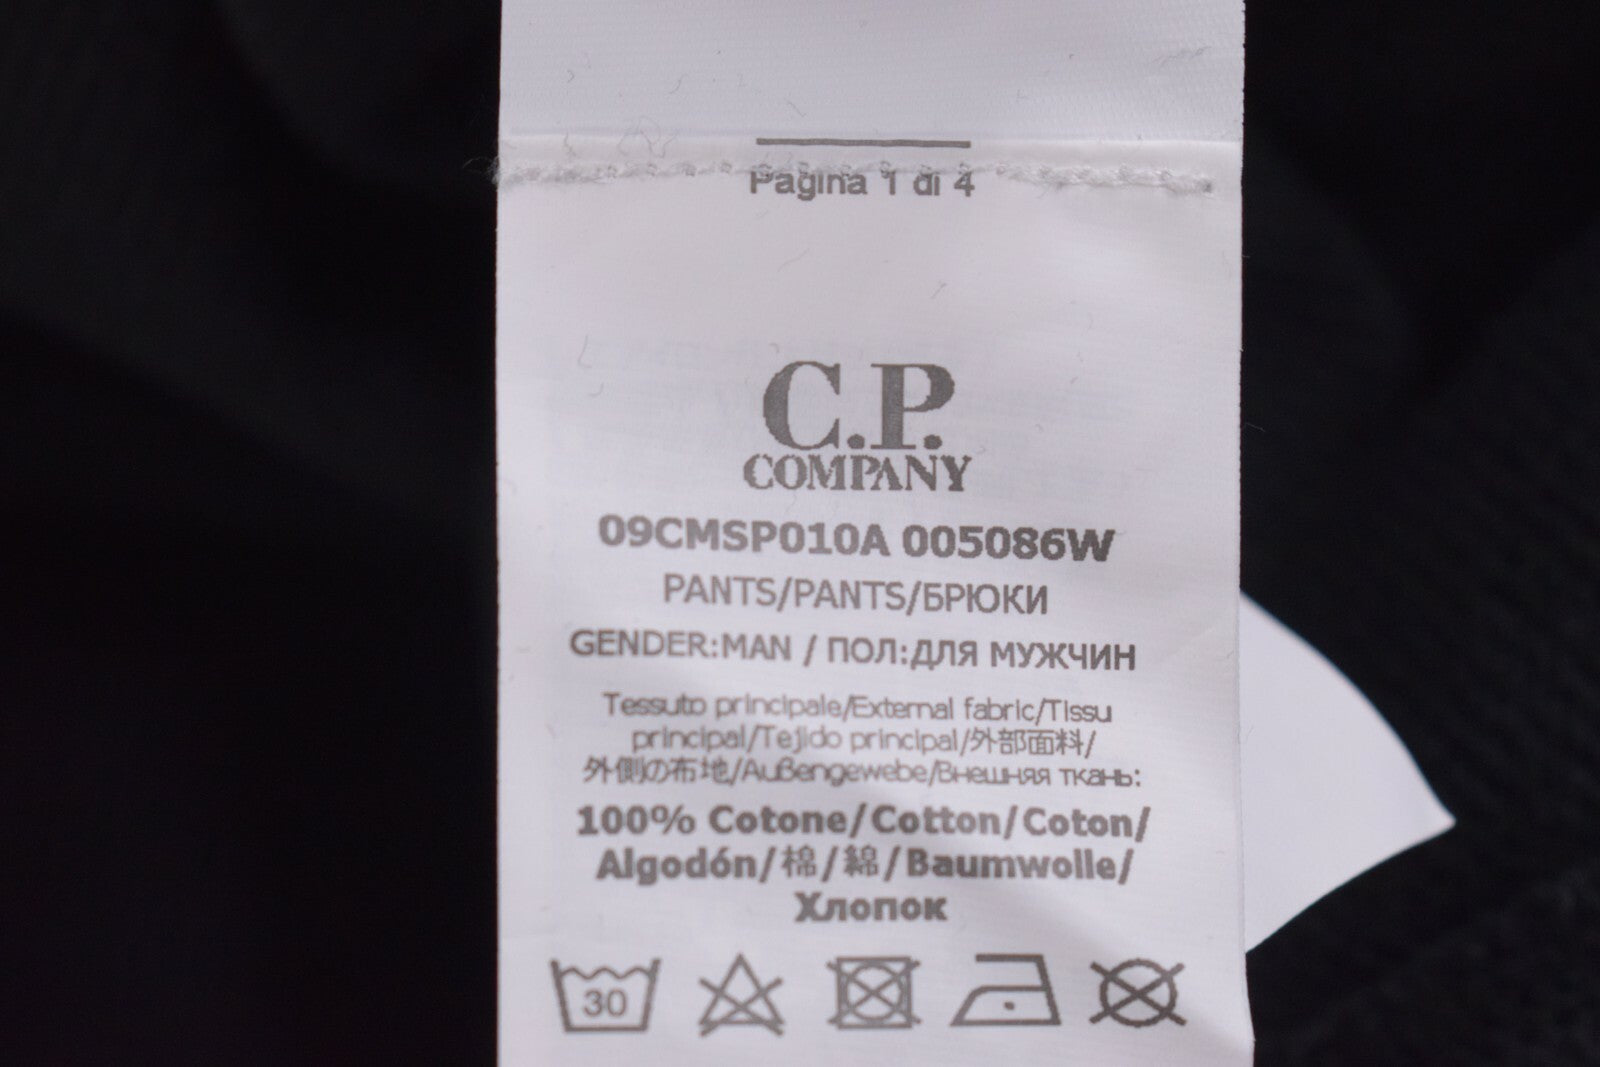 Pagina 1 di 4
C.P.
COMPANY
09CMSP010A 005086W
PANTS/PANTS/БРЮКИ
GENDER:MAN / ПОЛ:ДЛЯ МУЖЧИН
Tessuto principale/External fabric/Tissu
principal/Tejido principal/外部面料/
外側の布地/Außengewebe/Внешняя ткань:
100% Cotone/Cotton/Coton/
Algodón/棉/綿/Baumwolle/
Хлопок
30